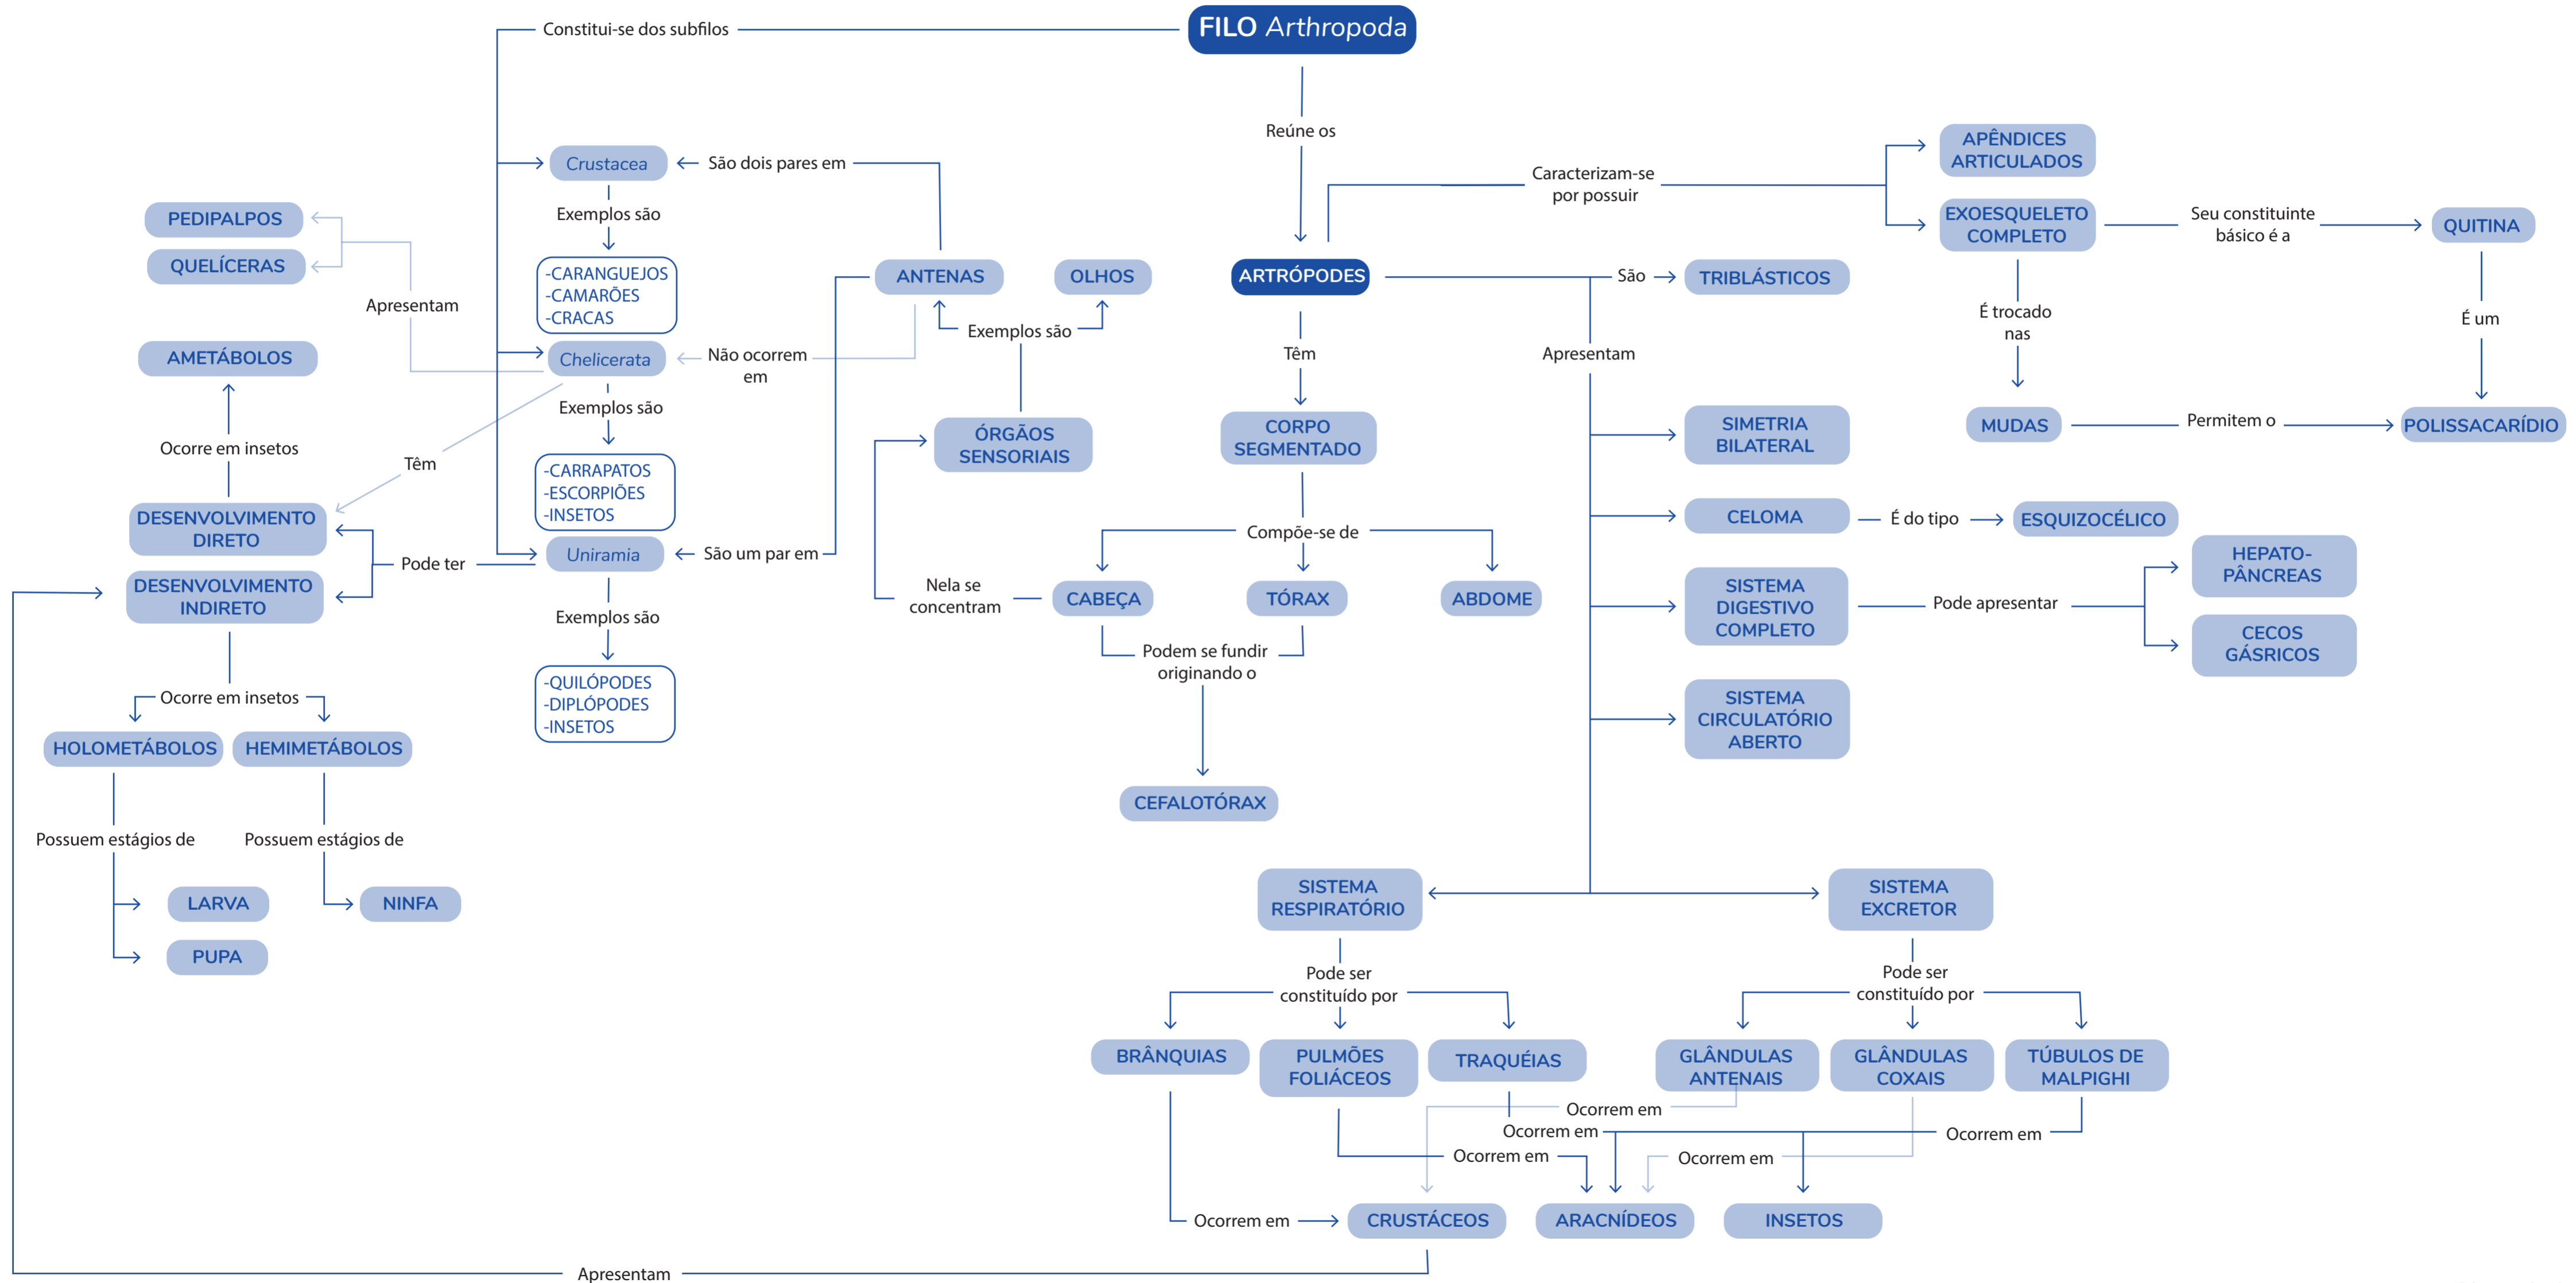 FILO Arthropoda
Constitui-se dos subfilos
Reúne os
Crustacea
São dois pares em
Exemplos são
-CARANGUEJOS
-CAMARÕES
-CRACAS
PEDIPALPOS
QUELÍCERAS
Apresentam
Chelicerata
Não ocorrem
em
Exemplos são
-CARRAPATOS
-ESCORPIÕES
-INSETOS
Têm
Uniramia
São um par em
Pode ter
Exemplos são
-QUILÓPODES
-DIPLÓPODES
-INSETOS
AMETÁBOLOS
Ocorre em insetos
DESENVOLVIMENTO
DIRETO
DESENVOLVIMENTO
INDIRETO
Ocorre em insetos
HOLOMETÁBOLOS
HEMIMETÁBOLOS
Possuem estágios de
Possuem estágios de
LARVA
NINFA
PUPA
ANTENAS
OLHOS
Exemplos são
ÓRGÃOS
SENSORIAIS
Nela se
concentram
ARTRÓPODES
Têm
CORPO
SEGMENTADO
Compõe-se de
CABEÇA
TÓRAX
ABDOME
Podem se fundir
originando o
CEFALOTÓRAX
Caracterizam-se
por possuir
APÊNDICES
ARTICULADOS
EXOESQUELETO
COMPLETO
Seu constituinte
básico é a
QUITINA
É trocado
nas
É um
MUDAS
Permitem o
POLISSACARÍDIO
São
TRIBLÁSTICOS
Apresentam
SIMETRIA
BILATERAL
CELOMA
É do tipo
ESQUIZOCÉLICO
SISTEMA
DIGESTIVO
COMPLETO
Pode apresentar
HEPATO-
PÂNCREAS
CECOS
GÁSRICOS
SISTEMA
CIRCULATÓRIO
ABERTO
SISTEMA
RESPIRATÓRIO
SISTEMA
EXCRETOR
Pode ser
constituído por
Pode ser
constituído por
BRÂNQUIAS
PULMÕES
FOLIÁCEOS
TRAQUÉIAS
GLÂNDULAS
ANTENAIS
GLÂNDULAS
COXAIS
TÚBULOS DE
MALPIGHI
Ocorrem em
Ocorrem em
Ocorrem em
Ocorrem em
Ocorrem em
Ocorrem em
CRUSTÁCEOS
ARACNÍDEOS
INSETOS
Apresentam